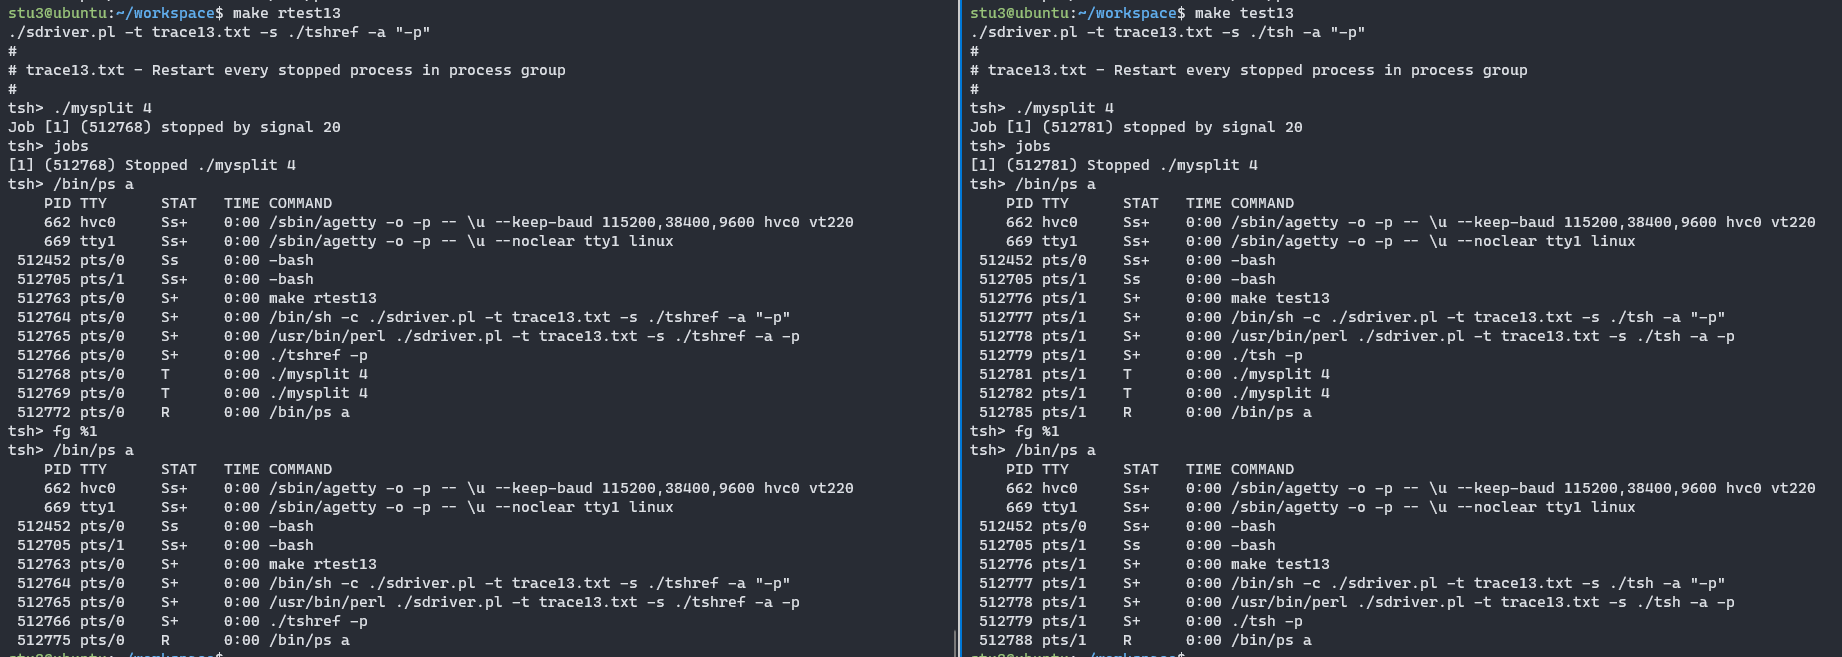 stu3@ubuntu:~/workspace$ make rtest13
./sdriver.pl -t trace13.txt -s ./tshref -a "-p"
#
# trace13.txt - Restart every stopped process in process group
#
tsh> ./mysplit 4
Job [1] (512768) stopped by signal 20
tsh> jobs
[1] (512768) Stopped ./mysplit 4
tsh> /bin/ps a
    PID TTY      STAT   TIME COMMAND
    662 hvc0     Ss+    0:00 /sbin/agetty -o -p -- \u --keep-baud 115200,38400,9600 hvc0 vt220
    669 tty1     Ss+    0:00 /sbin/agetty -o -p -- \u --noclear tty1 linux
 512452 pts/0    Ss     0:00 -bash
 512705 pts/1    Ss+    0:00 -bash
 512763 pts/0    S+     0:00 make rtest13
 512764 pts/0    S+     0:00 /bin/sh -c ./sdriver.pl -t trace13.txt -s ./tshref -a "-p"
 512765 pts/0    S+     0:00 /usr/bin/perl ./sdriver.pl -t trace13.txt -s ./tshref -a -p
 512766 pts/0    S+     0:00 ./tshref -p
 512768 pts/0    T      0:00 ./mysplit 4
 512769 pts/0    T      0:00 ./mysplit 4
 512772 pts/0    R      0:00 /bin/ps a
tsh> fg %1
tsh> /bin/ps a
    PID TTY      STAT   TIME COMMAND
    662 hvc0     Ss+    0:00 /sbin/agetty -o -p -- \u --keep-baud 115200,38400,9600 hvc0 vt220
    669 tty1     Ss+    0:00 /sbin/agetty -o -p -- \u --noclear tty1 linux
 512452 pts/0    Ss     0:00 -bash
 512705 pts/1    Ss+    0:00 -bash
 512763 pts/0    S+     0:00 make rtest13
 512764 pts/0    S+     0:00 /bin/sh -c ./sdriver.pl -t trace13.txt -s ./tshref -a "-p"
 512765 pts/0    S+     0:00 /usr/bin/perl ./sdriver.pl -t trace13.txt -s ./tshref -a -p
 512766 pts/0    S+     0:00 ./tshref -p
 512775 pts/0    R      0:00 /bin/ps a
stu3@ubuntu:~/workspace$ make test13
./sdriver.pl -t trace13.txt -s ./tsh -a "-p"
#
# trace13.txt - Restart every stopped process in process group
#
tsh> ./mysplit 4
Job [1] (512781) stopped by signal 20
tsh> jobs
[1] (512781) Stopped ./mysplit 4
tsh> /bin/ps a
    PID TTY      STAT   TIME COMMAND
    662 hvc0     Ss+    0:00 /sbin/agetty -o -p -- \u --keep-baud 115200,38400,9600 hvc0 vt220
    669 tty1     Ss+    0:00 /sbin/agetty -o -p -- \u --noclear tty1 linux
 512452 pts/0    Ss+    0:00 -bash
 512705 pts/1    Ss     0:00 -bash
 512776 pts/1    S+     0:00 make test13
 512777 pts/1    S+     0:00 /bin/sh -c ./sdriver.pl -t trace13.txt -s ./tsh -a "-p"
 512778 pts/1    S+     0:00 /usr/bin/perl ./sdriver.pl -t trace13.txt -s ./tsh -a -p
 512779 pts/1    S+     0:00 ./tsh -p
 512781 pts/1    T      0:00 ./mysplit 4
 512782 pts/1    T      0:00 ./mysplit 4
 512785 pts/1    R      0:00 /bin/ps a
tsh> fg %1
tsh> /bin/ps a
    PID TTY      STAT   TIME COMMAND
    662 hvc0     Ss+    0:00 /sbin/agetty -o -p -- \u --keep-baud 115200,38400,9600 hvc0 vt220
    669 tty1     Ss+    0:00 /sbin/agetty -o -p -- \u --noclear tty1 linux
 512452 pts/0    Ss+    0:00 -bash
 512705 pts/1    Ss     0:00 -bash
 512776 pts/1    S+     0:00 make test13
 512777 pts/1    S+     0:00 /bin/sh -c ./sdriver.pl -t trace13.txt -s ./tsh -a "-p"
 512778 pts/1    S+     0:00 /usr/bin/perl ./sdriver.pl -t trace13.txt -s ./tsh -a -p
 512779 pts/1    S+     0:00 ./tsh -p
 512788 pts/1    R      0:00 /bin/ps a